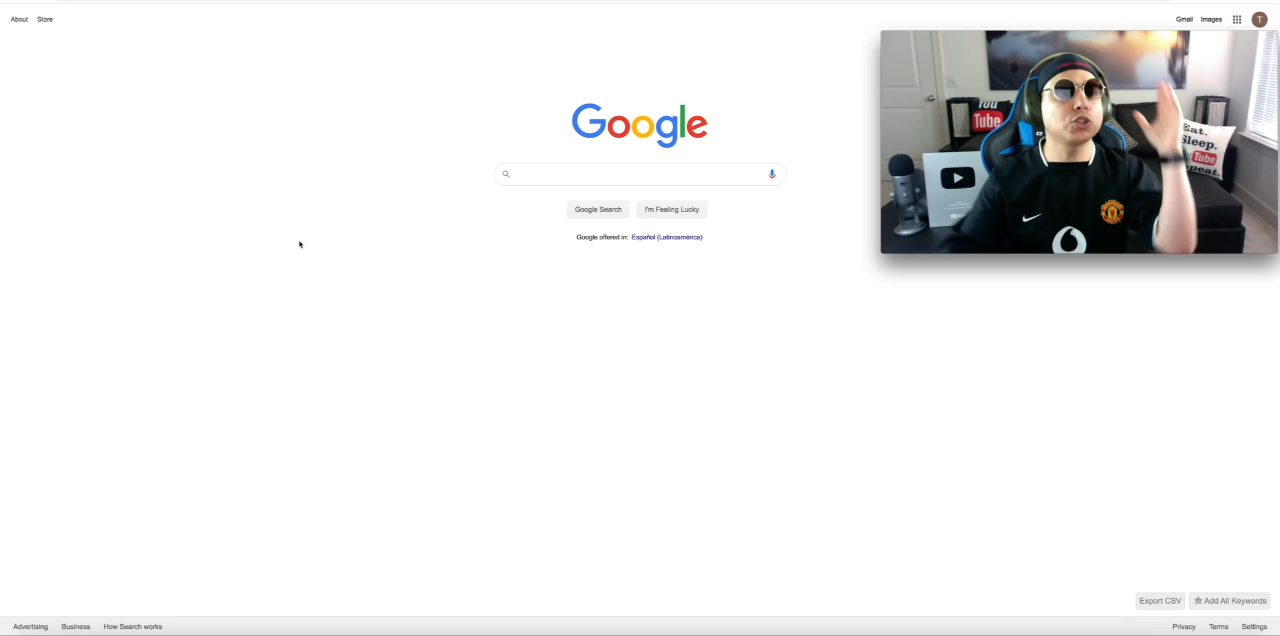 About Store
Gmail Images
T
Google
Google Search I'm Feeling Lucky
Google offered in: Español (Latinoamérica)
You
Tube
Eat.
Sleep.
Tube
Repeat.
Export CSV Add All Keywords
Advertising Business How Search works
Privacy Terms Settings